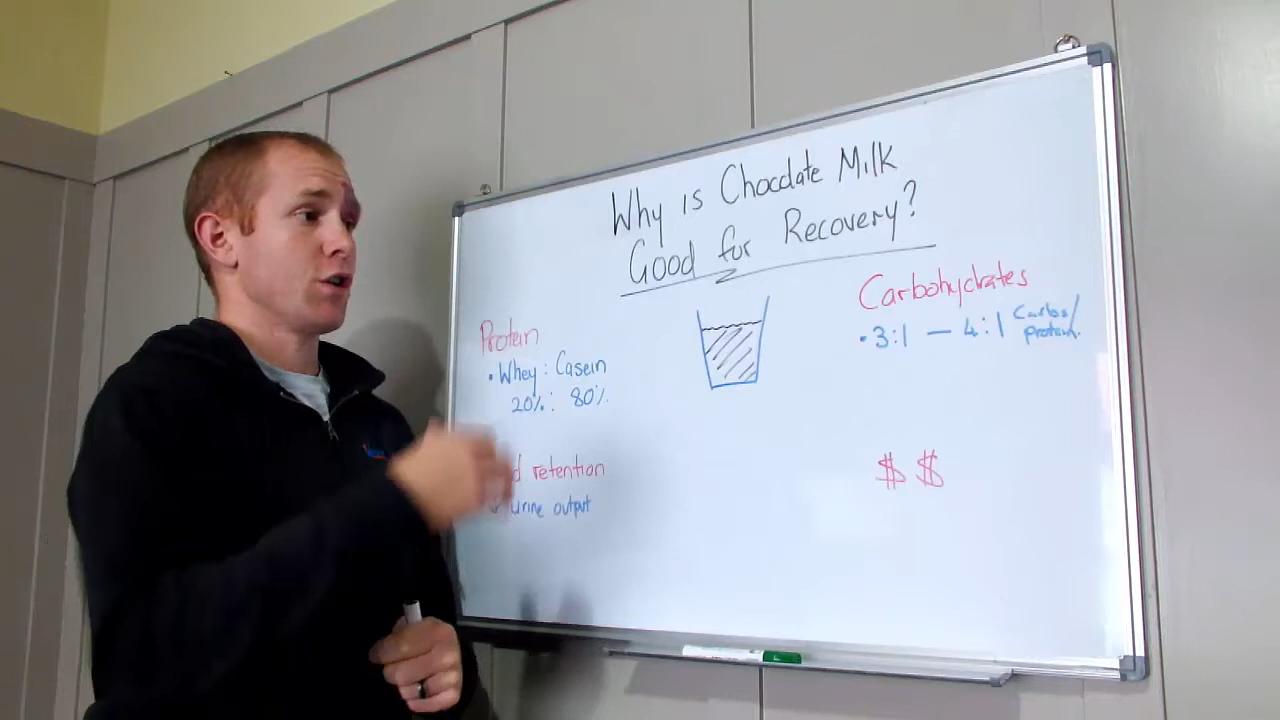 Why is Chocolate Milk
Good for Recovery?
Protein
• Whey : Casein
20% : 80%
retention
urine output
Carbohydrates
• 3:1 — 4:1 Carbs/
protein.
$ $